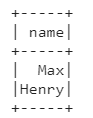 +-----+
| name|
+-----+
|  Max|
|Henry|
+-----+